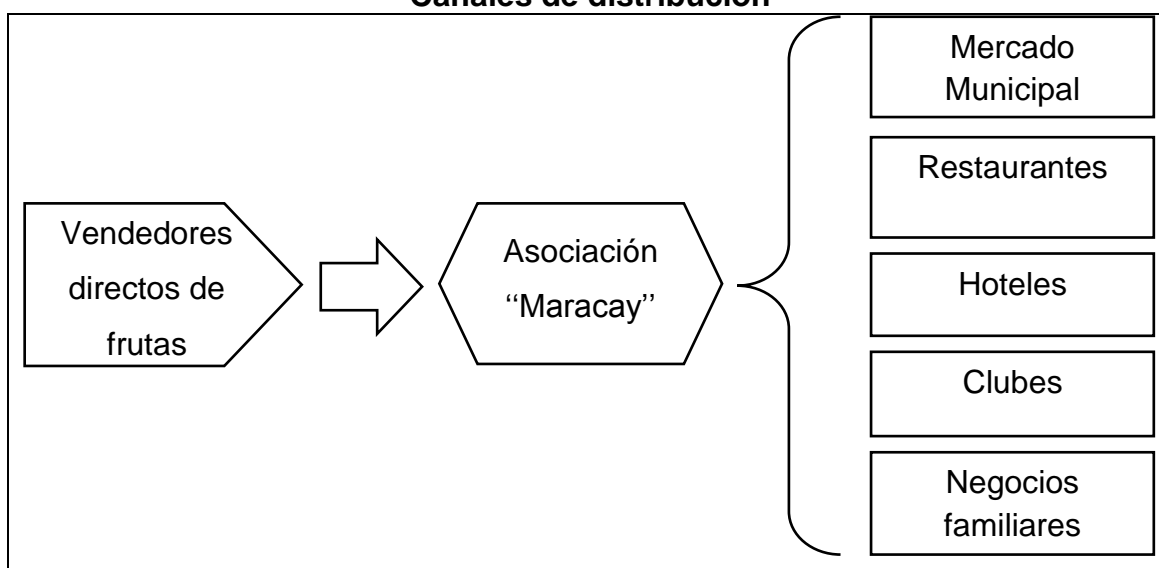 Canales de distribución
Vendedores
directos de
frutas
Asociación
‘‘Maracay’’
Mercado
Municipal
Restaurantes
Hoteles
Clubes
Negocios
familiares